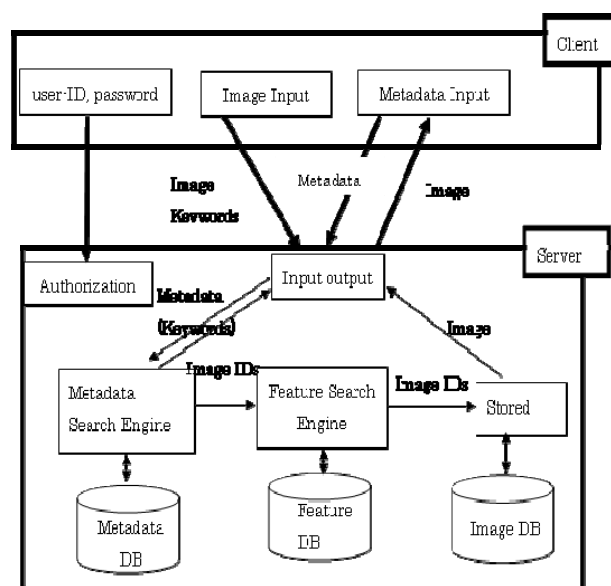 Client
user-ID, password
Image Input
Metadata Input
Image
Keywords
Metadata
Image
Server
Authorization
Input output
Metadata
(Keywords)
Image
Image IDs
Image IDs
Metadata
Search Engine
Feature Search
Engine
Stored
Metadata
DB
Feature
DB
Image DB